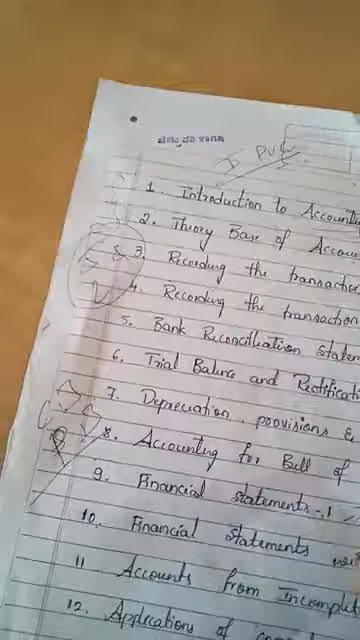 I PUC
1. Introduction to Accounting
2. Theory Base of Accou
3. Recording the transaction
4. Recording the transaction
5. Bank Reconciliation Statem
6. Trial Balance and Rectificati
7. Depreciation, provisions &
8. Accounting for Bill of
9. Financial statements -1
10. Financial statements
11 Accounts from Incomplet
12. Applications of